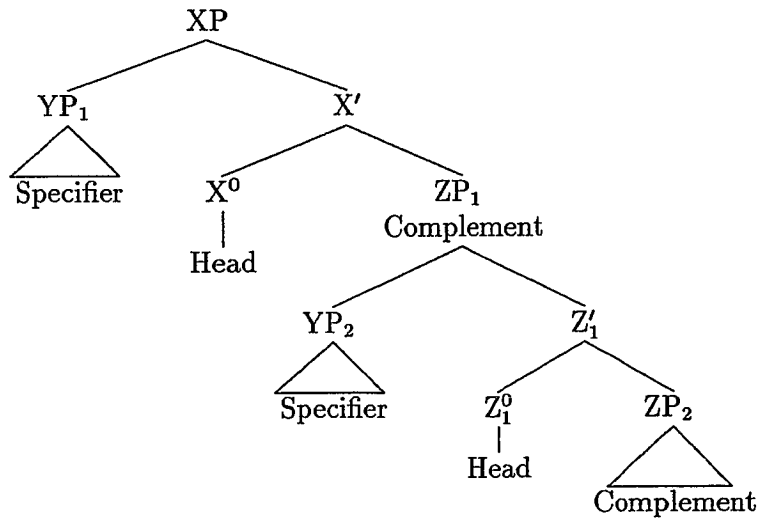 XP
YP₁ X′
Specifier X⁰ ZP₁
Head Complement
YP₂ Z′₁
Specifier Z⁰₁ ZP₂
Head Complement